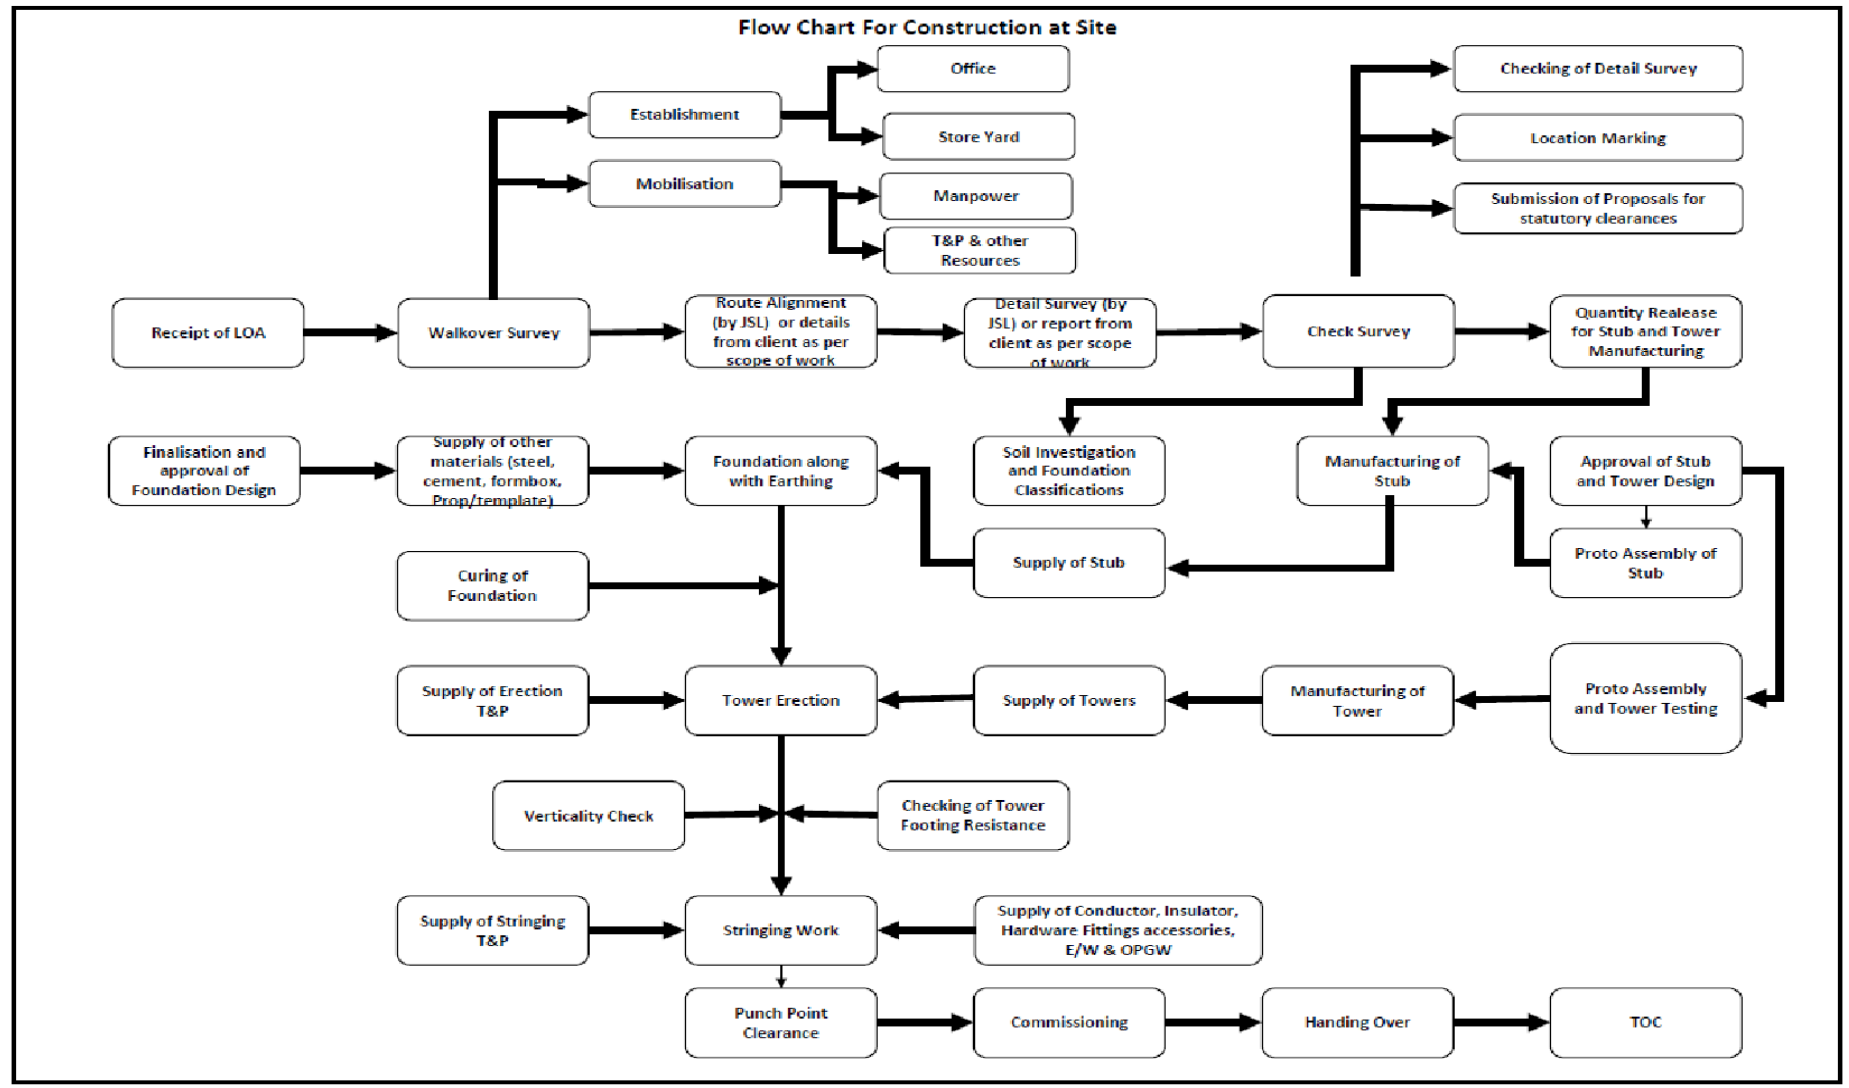 Flow Chart For Construction at Site
Office
Checking of Detail Survey
Establishment
Store Yard
Location Marking
Mobilisation
Manpower
Submission of Proposals for
statutory clearances
T&P & other
Resources
Receipt of LOA
Walkover Survey
Route Alignment
(by JSL) or details
from client as per
scope of work
Detail Survey (by
JSL) or report from
client as per scope
of work
Check Survey
Quantity Realease
for Stub and Tower
Manufacturing
Finalisation and
approval of
Foundation Design
Supply of other
materials (steel,
cement, formbox,
Prop/template)
Foundation along
with Earthing
Soil Investigation
and Foundation
Classifications
Manufacturing of
Stub
Approval of Stub
and Tower Design
Curing of
Foundation
Supply of Stub
Proto Assembly of
Stub
Supply of Erection
T&P
Tower Erection
Supply of Towers
Manufacturing of
Tower
Proto Assembly
and Tower Testing
Verticality Check
Checking of Tower
Footing Resistance
Supply of Stringing
T&P
Stringing Work
Supply of Conductor, Insulator,
Hardware Fittings accessories,
E/W & OPGW
Punch Point
Clearance
Commissioning
Handing Over
TOC